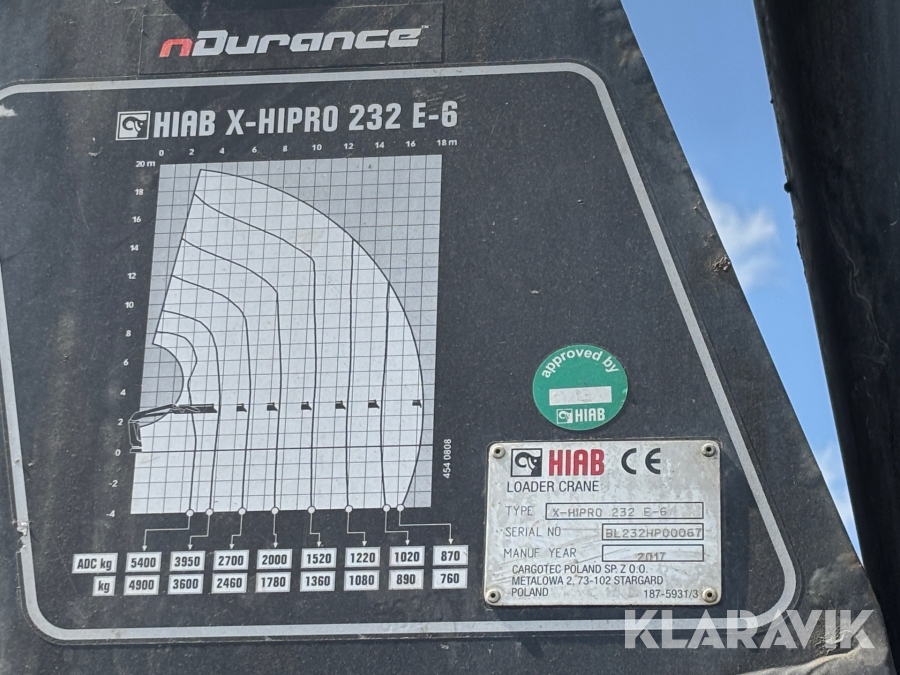 nDurance™
HIAB X-HIPRO 232 E-6
0 2 4 6 8 10 12 14 16 18 m
20 m
18
16
14
12
10
8
6
4
2
0
-2
-4
454 0808
ADC kg 5400 3950 2700 2000 1520 1220 1020 870
kg 4900 3600 2460 1780 1360 1080 890 760
approved by
HIAB
HIAB CE
LOADER CRANE
TYPE X-HIPRO 232 E-6
SERIAL NO BL232HP00067
MANUF YEAR 2017
CARGOTEC POLAND SP. Z O.O.
METALOWA 2, 73-102 STARGARD
POLAND 187-5931/3
KLARAVIK